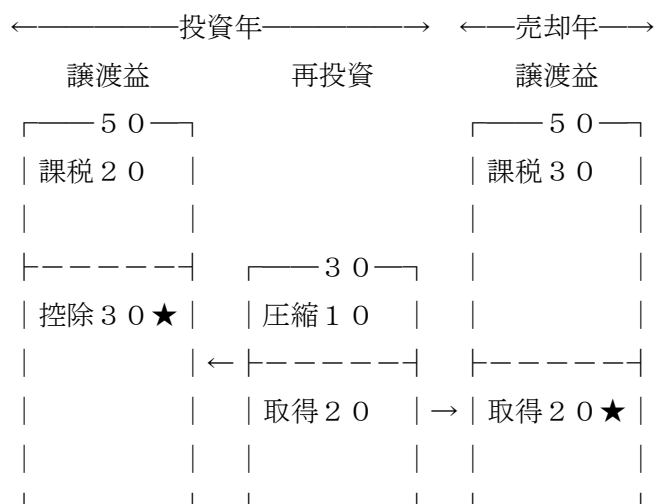 ←―――――投資年―――――→ ←―売却年―→
譲渡益 再投資 譲渡益
┌――50―┐ ┌――50―┐
|課税20 | |課税30 |
| | | |
├-----┤ ┌――30―┐ | |
|控除30★| |圧縮10 | | |
| |←├-----┤ ├-----┤
| | |取得20 |→|取得20★|
| | | | | |